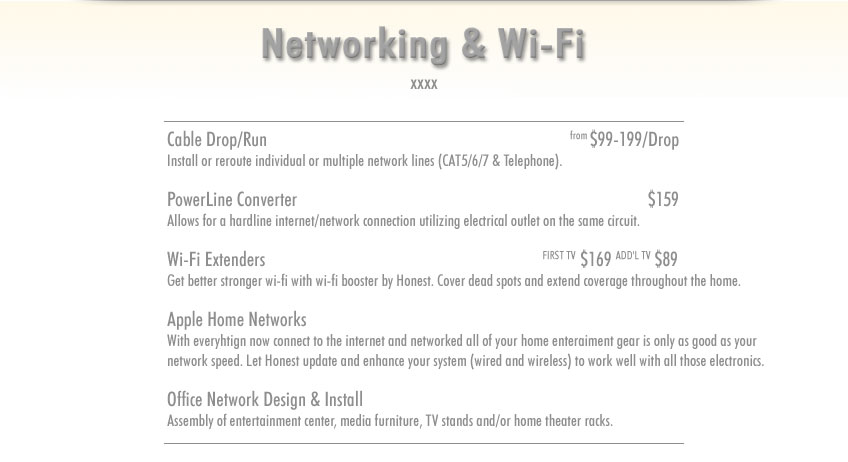 Networking & Wi-Fi
xxxx
Cable Drop/Run from $99-199/Drop
Install or reroute individual or multiple network lines (CAT5/6/7 & Telephone).
PowerLine Converter $159
Allows for a hardline internet/network connection utilizing electrical outlet on the same circuit.
Wi-Fi Extenders FIRST TV $169 ADD'L TV $89
Get better stronger wi-fi with wi-fi booster by Honest. Cover dead spots and extend coverage throughout the home.
Apple Home Networks
With everyhtign now connect to the internet and networked all of your home enteraiment gear is only as good as your
network speed. Let Honest update and enhance your system (wired and wireless) to work well with all those electronics.
Office Network Design & Install
Assembly of entertainment center, media furniture, TV stands and/or home theater racks.